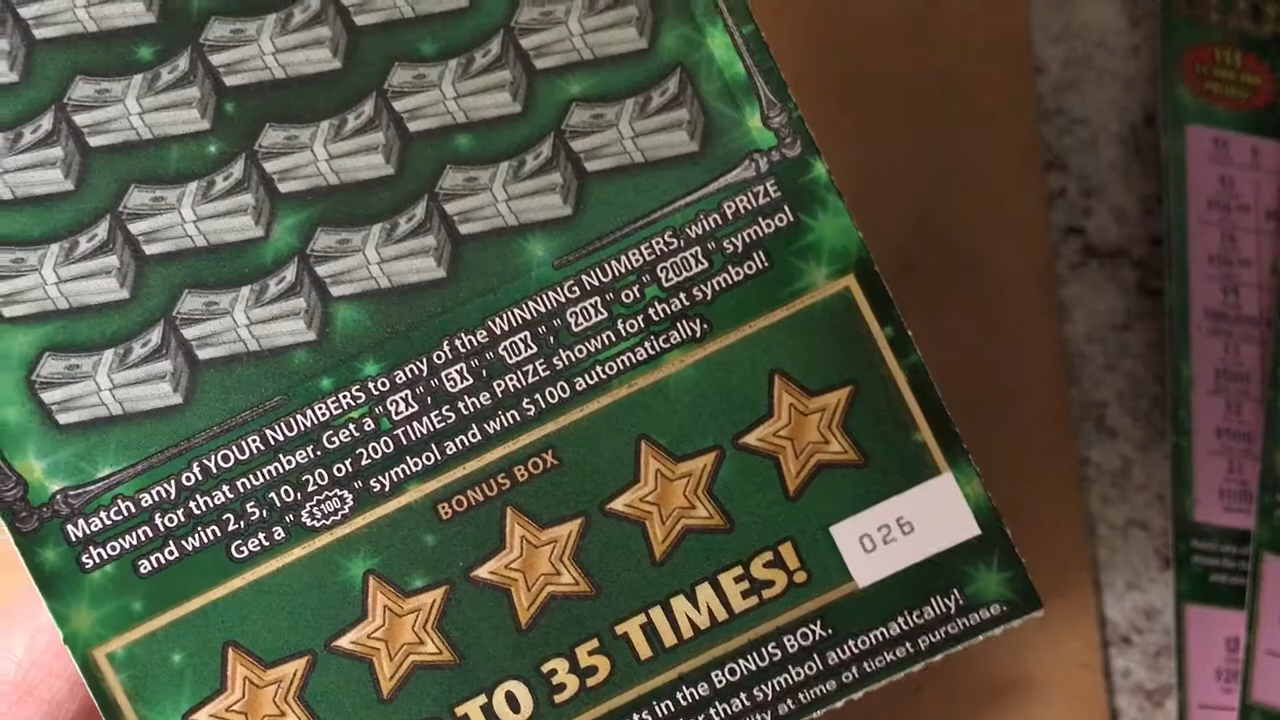 Match any of YOUR NUMBERS to any of the WINNING NUMBERS, win PRIZE
shown for that number. Get a "2X", "5X", "10X", "20X" or "200X" symbol
and win 2, 5, 10, 20 or 200 TIMES the PRIZE shown for that symbol!
Get a "$100" symbol and win $100 automatically.
BONUS BOX
026
TO 35 TIMES!
in the BONUS BOX.
for that symbol automatically!
at time of ticket purchase.